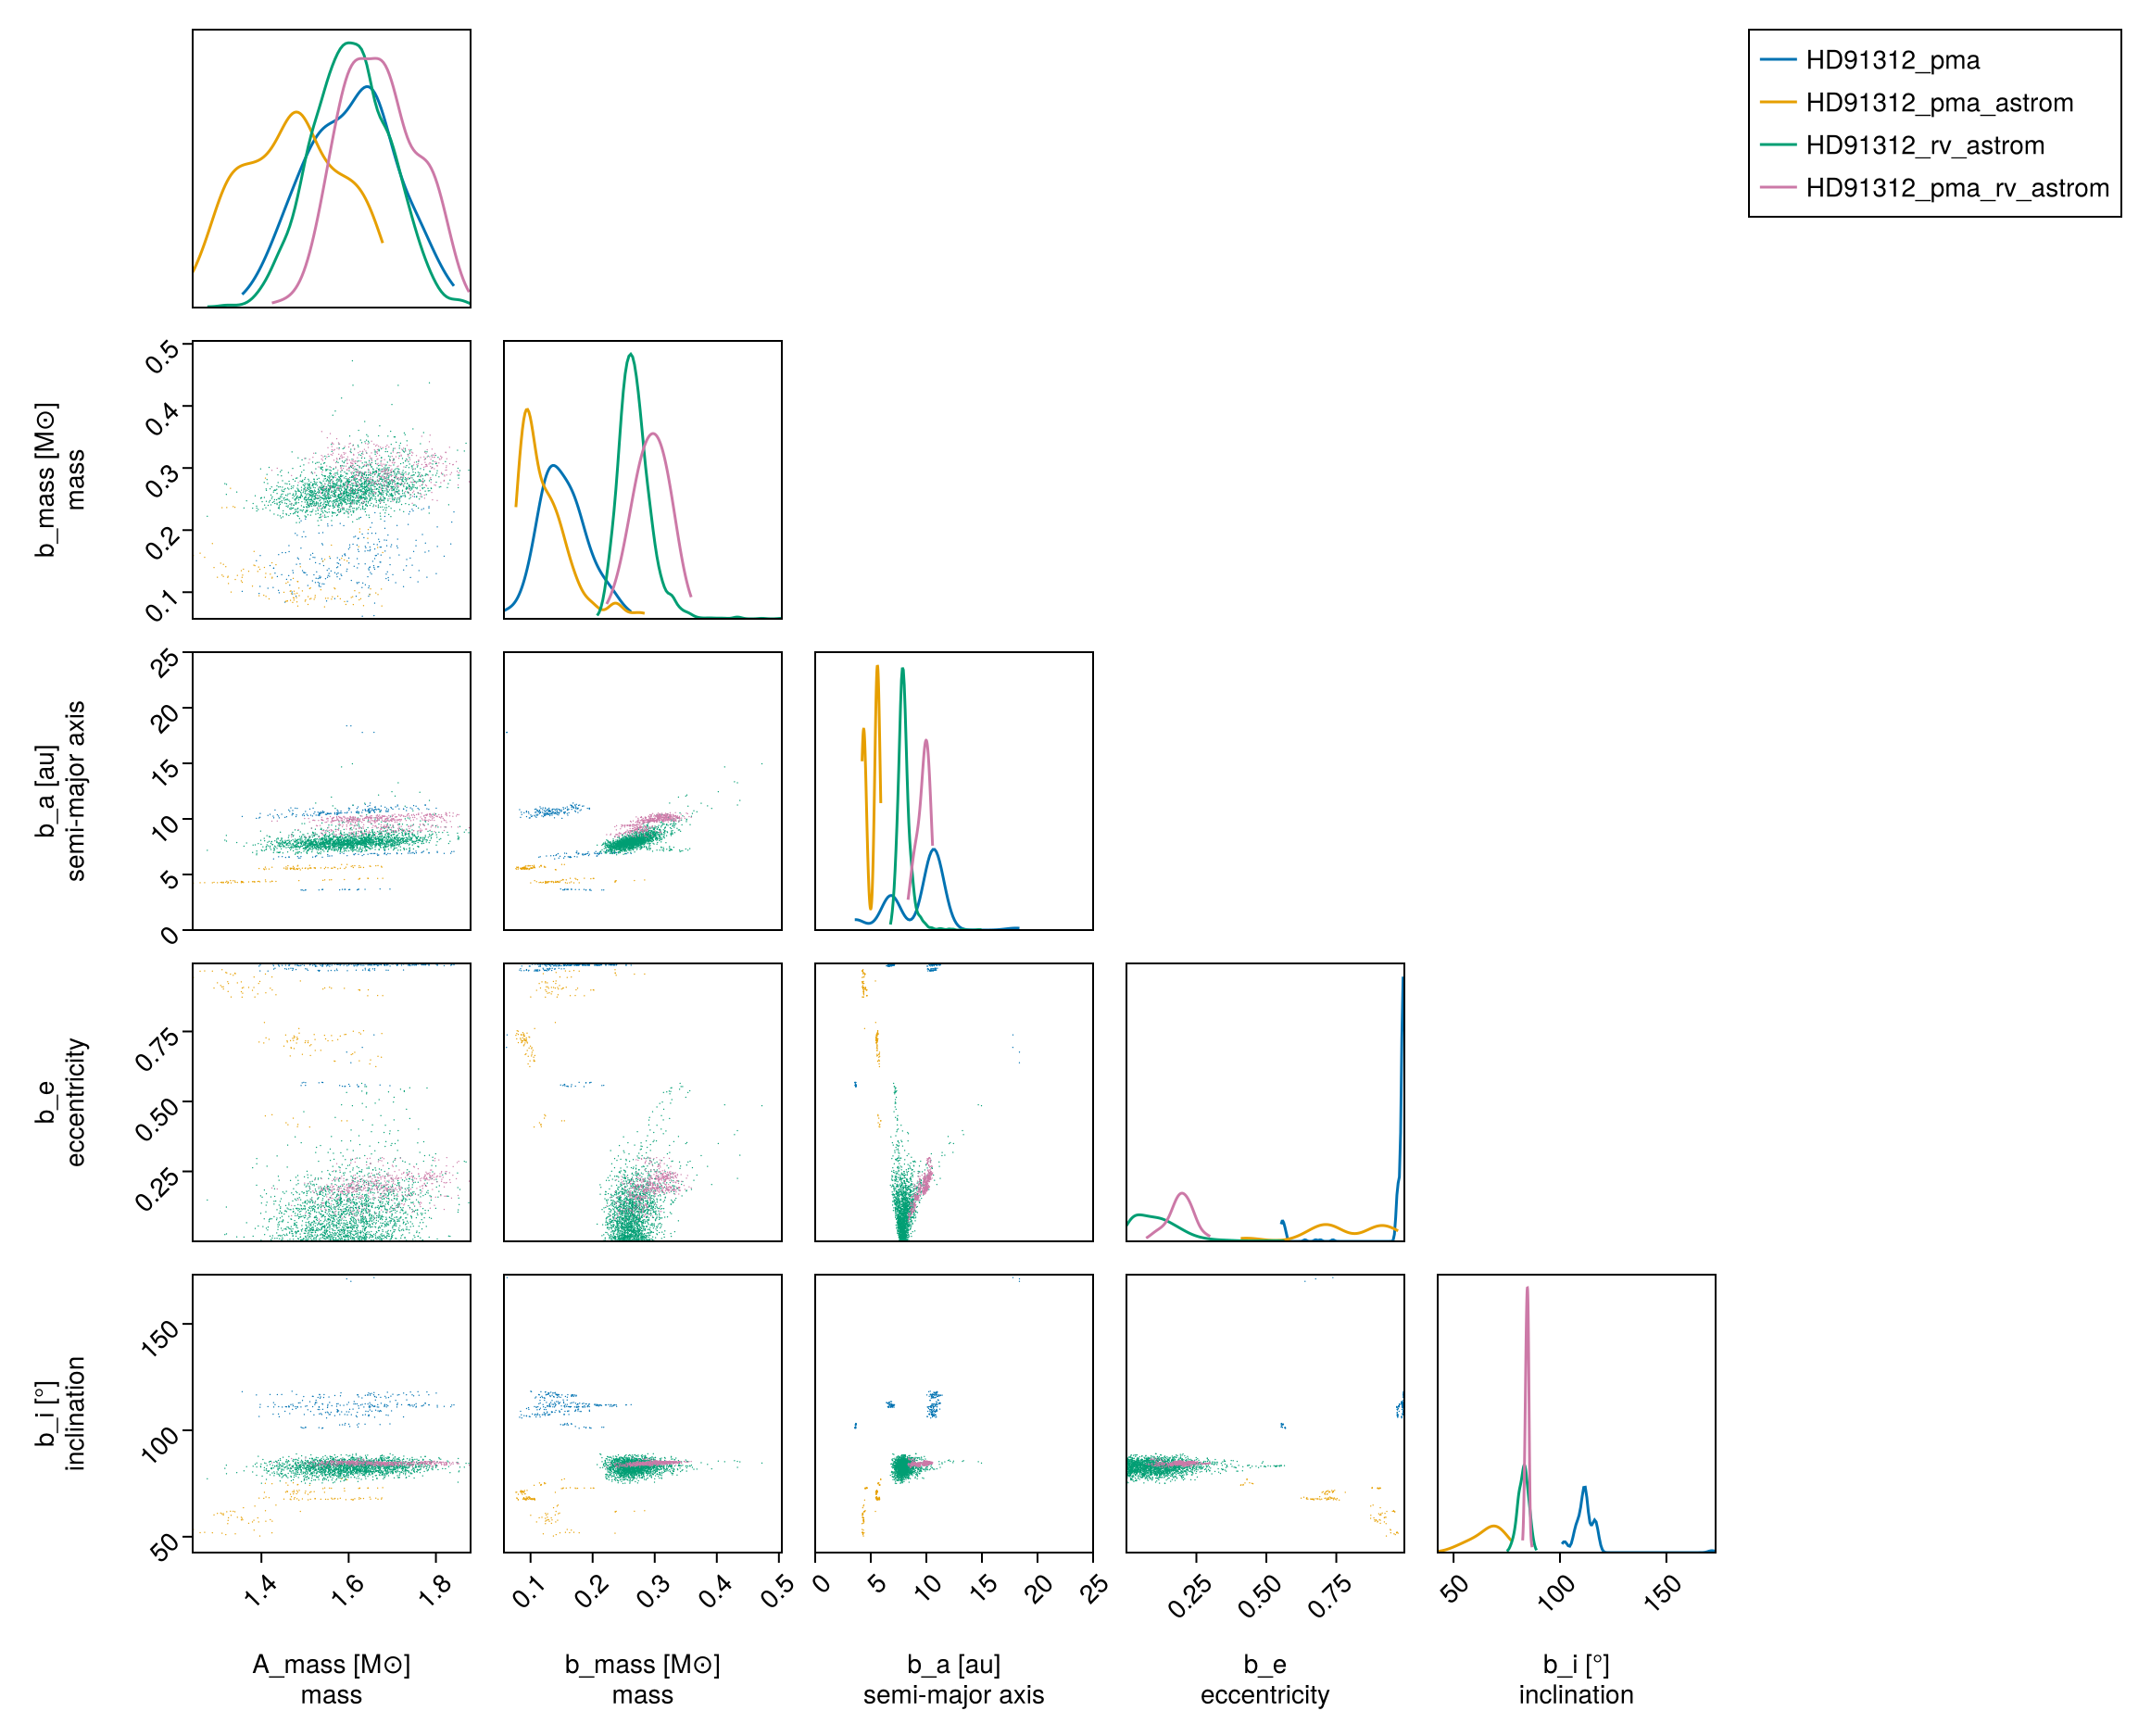 HD91312_pma
HD91312_pma_astrom
HD91312_rv_astrom
HD91312_pma_rv_astrom
b_mass [M⊙]
mass
0.5
0.4
0.3
0.2
0.1
b_a [au]
semi-major axis
25
20
15
10
5
0
b_e
eccentricity
0.75
0.50
0.25
b_i [°]
inclination
150
100
50
1.4
1.6
1.8
0.1
0.2
0.3
0.4
0.5
0
5
10
15
20
25
0.25
0.50
0.75
50
100
150
A_mass [M⊙]
mass
b_mass [M⊙]
mass
b_a [au]
semi-major axis
b_e
eccentricity
b_i [°]
inclination